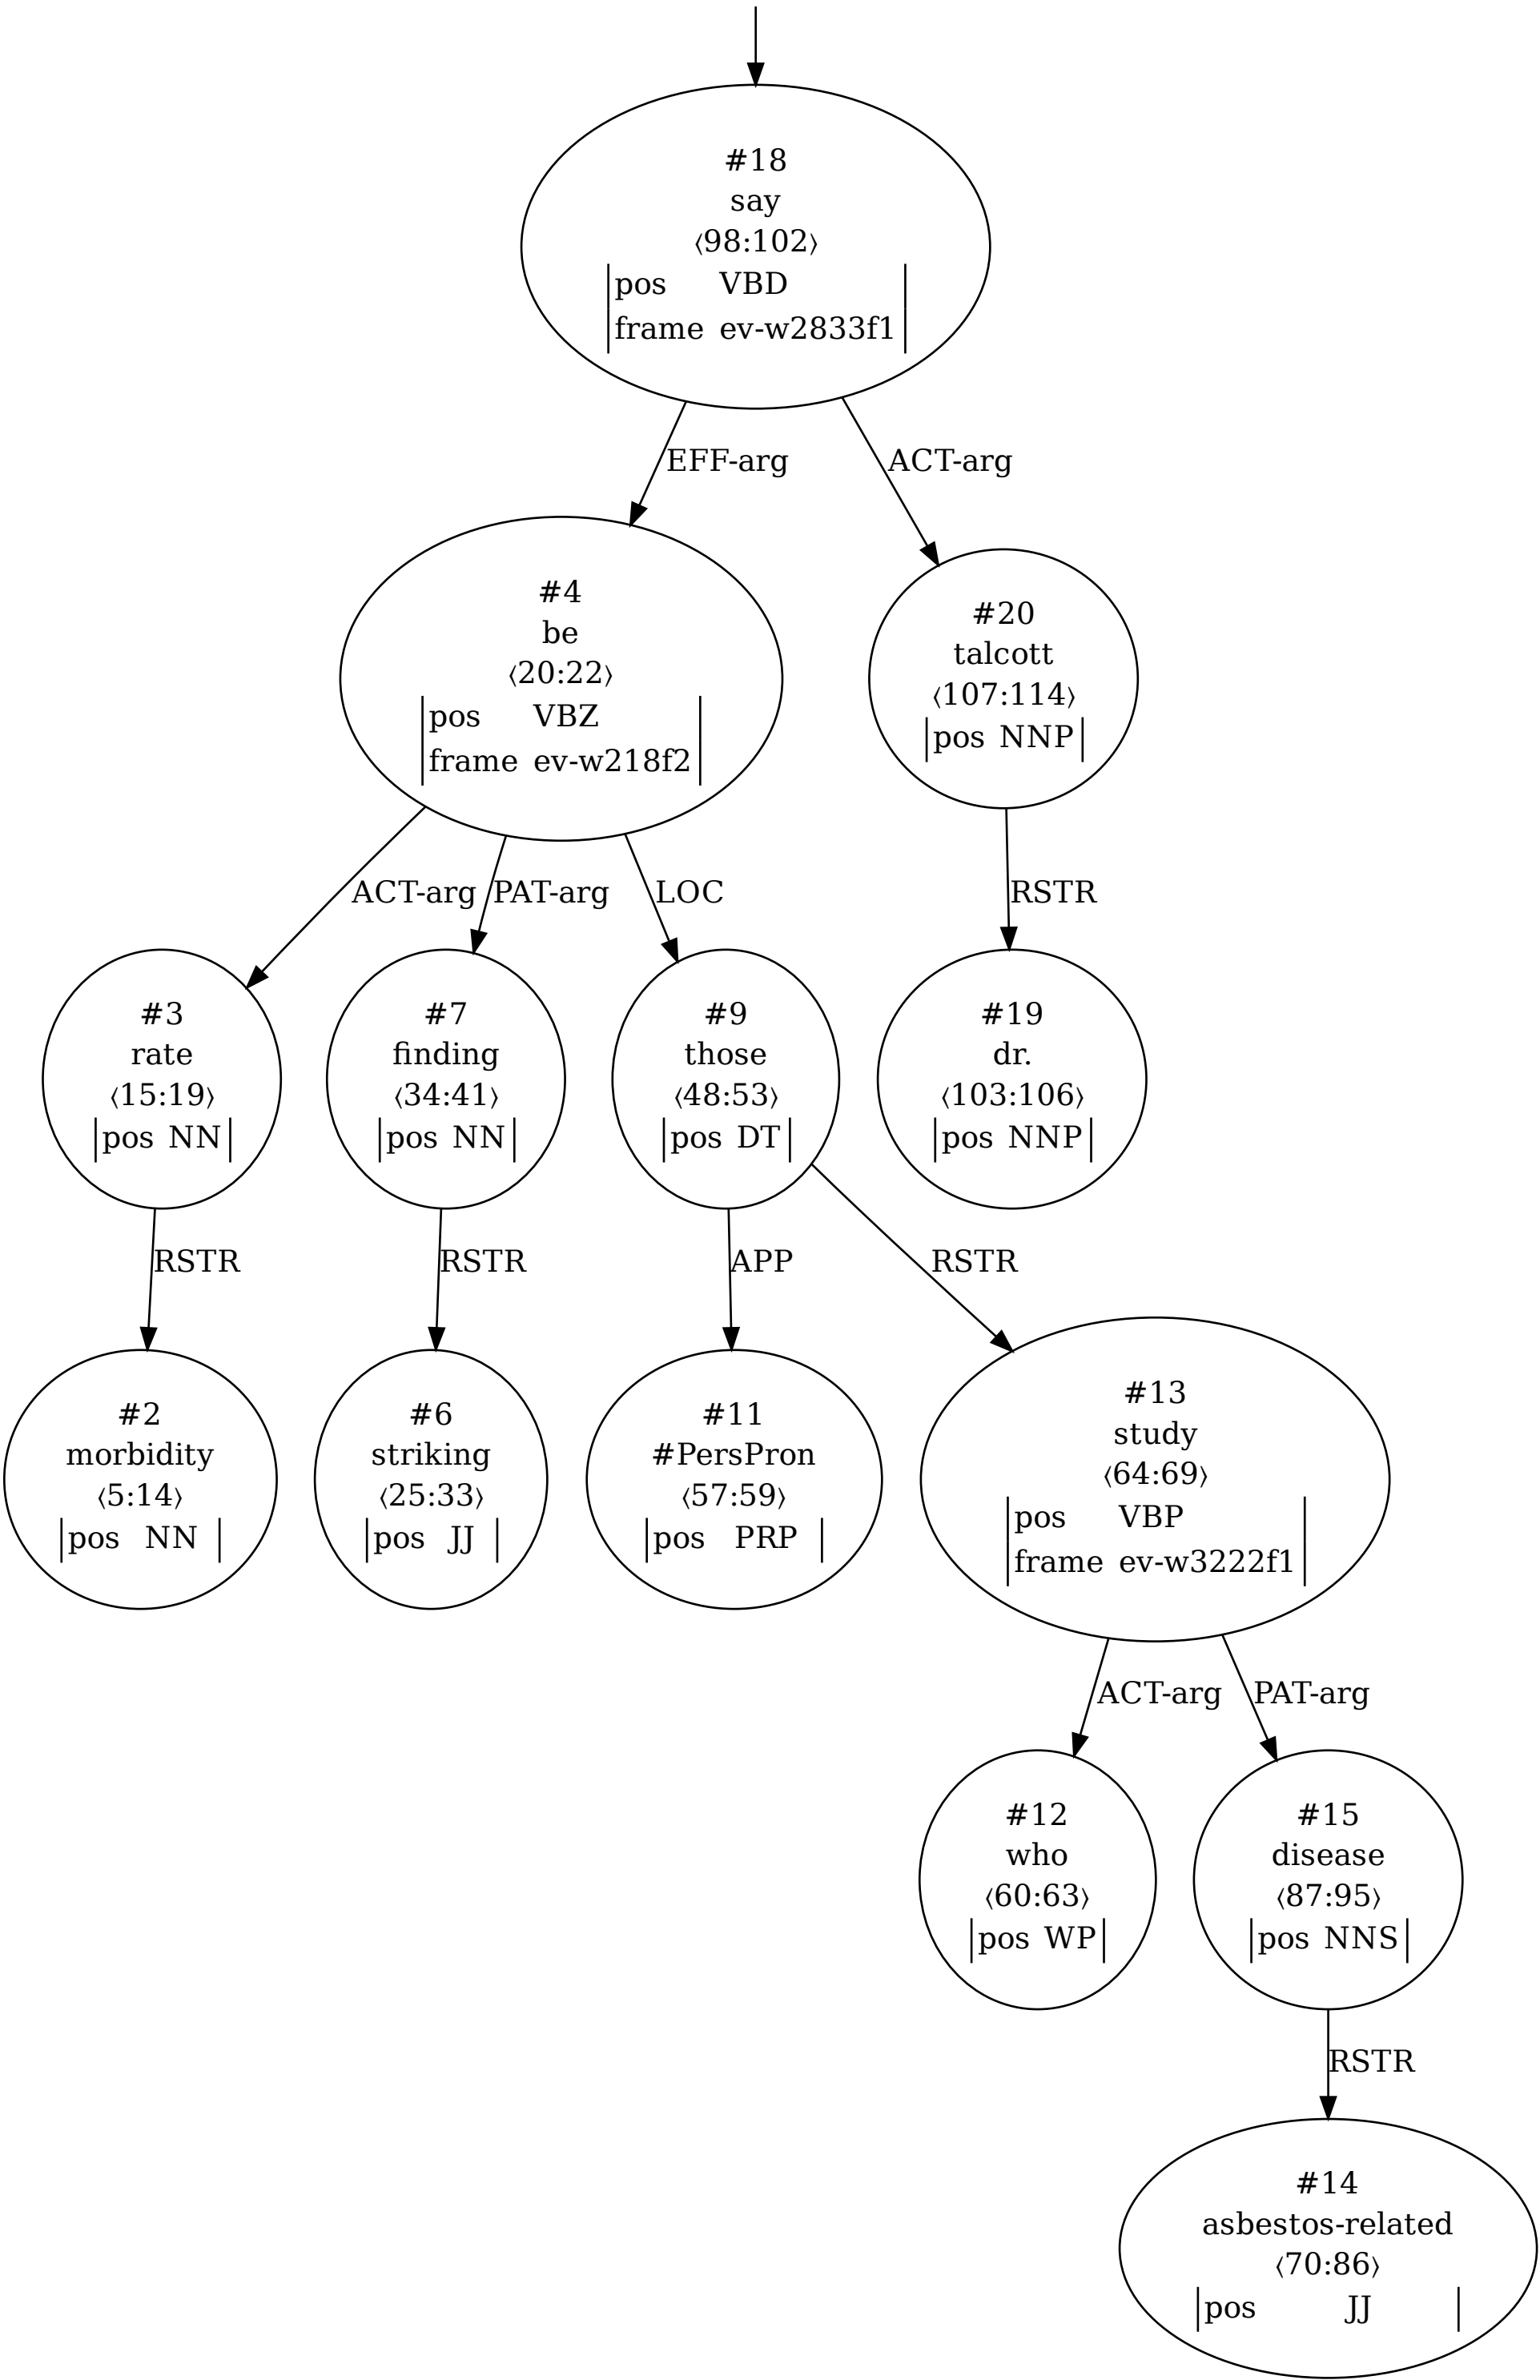 #18
say
⟨98:102⟩
pos VBD
frame ev-w2833f1
EFF-arg
ACT-arg
#4
be
⟨20:22⟩
pos VBZ
frame ev-w218f2
#20
talcott
⟨107:114⟩
pos NNP
ACT-arg
PAT-arg
LOC
RSTR
#3
rate
⟨15:19⟩
pos NN
#7
finding
⟨34:41⟩
pos NN
#9
those
⟨48:53⟩
pos DT
#19
dr.
⟨103:106⟩
pos NNP
RSTR
RSTR
APP
RSTR
#2
morbidity
⟨5:14⟩
pos NN
#6
striking
⟨25:33⟩
pos JJ
#11
#PersPron
⟨57:59⟩
pos PRP
#13
study
⟨64:69⟩
pos VBP
frame ev-w3222f1
ACT-arg
PAT-arg
#12
who
⟨60:63⟩
pos WP
#15
disease
⟨87:95⟩
pos NNS
RSTR
#14
asbestos-related
⟨70:86⟩
pos JJ